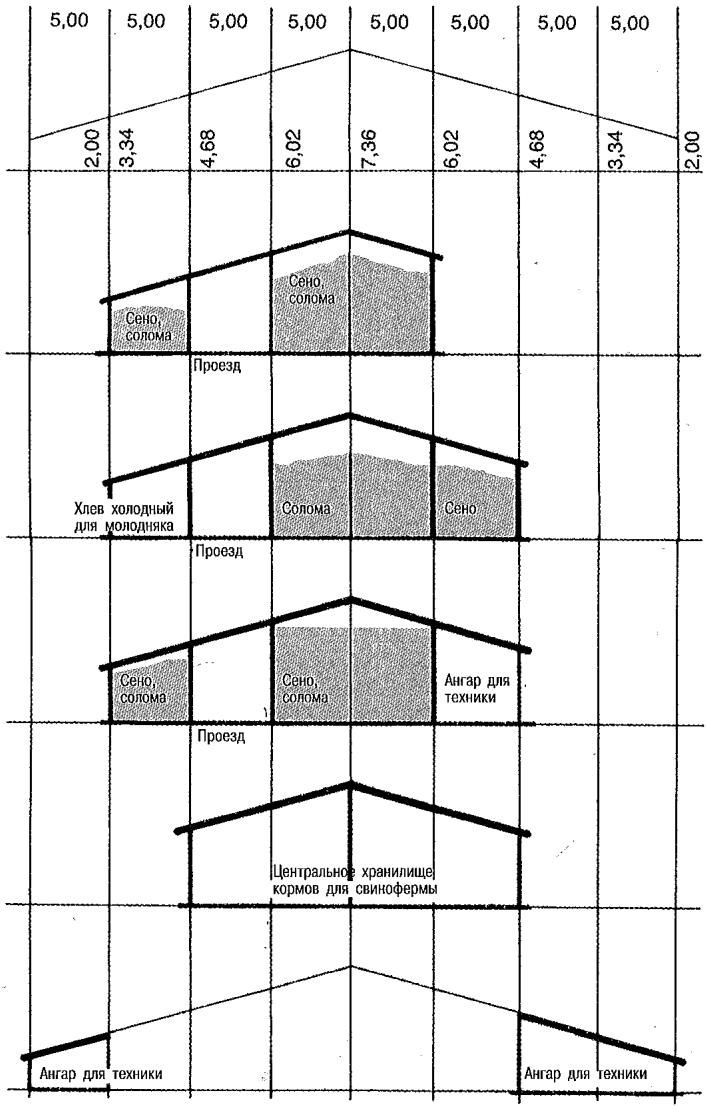 5,00 5,00 5,00 5,00 5,00 5,00 5,00 5,00
2,00 3,34 4,68 6,02 7,36 6,02 4,68 3,34 2,00
Сено,
солома
Сено,
солома
Проезд
Хлев холодный
для молодняка
Солома
Сено
Проезд
Сено,
солома
Сено,
солома
Ангар для
техники
Проезд
Центральное хранилище
кормов для свинофермы
Ангар для техники
Ангар для техники